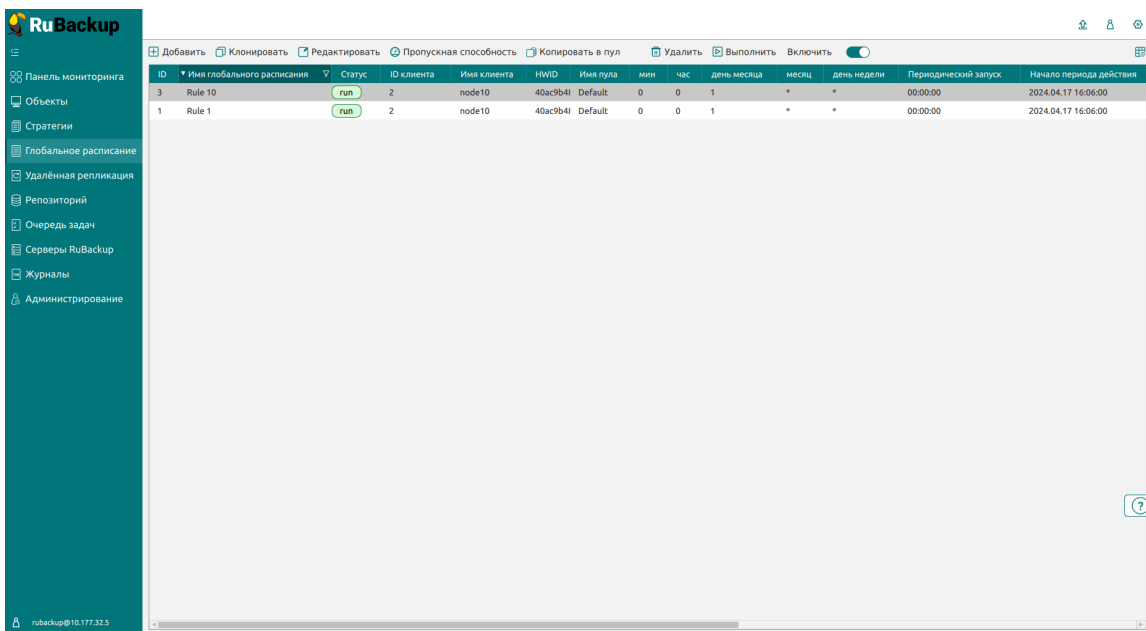 RuBackup
Добавить Клонировать Редактировать Пропускная способность Копировать в пул Удалить Выполнить Включить
Панель мониторинга
Объекты
Стратегии
Глобальное расписание
Удалённая репликация
Репозиторий
Очередь задач
Серверы RuBackup
Журналы
Администрирование
rubackup@10.177.32.5
ID Имя глобального расписания Статус ID клиента Имя клиента HWID Имя пула мин час день месяца месяц день недели Периодический запуск Начало периода действия
3 Rule 10 run 2 node10 40ac9b4 Default 0 0 1 * * 00:00:00 2024.04.17 16:06:00
1 Rule 1 run 2 node10 40ac9b4 Default 0 0 1 * * 00:00:00 2024.04.17 16:06:00
?